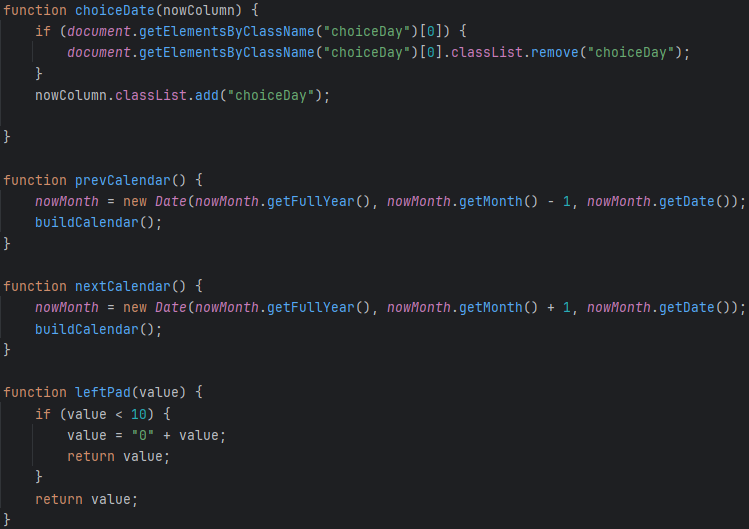 function choiceDate(nowColumn) {
    if (document.getElementsByClassName("choiceDay")[0]) {
        document.getElementsByClassName("choiceDay")[0].classList.remove("choiceDay");
    }
    nowColumn.classList.add("choiceDay");
}
function prevCalendar() {
    nowMonth = new Date(nowMonth.getFullYear(), nowMonth.getMonth() - 1, nowMonth.getDate());
    buildCalendar();
}
function nextCalendar() {
    nowMonth = new Date(nowMonth.getFullYear(), nowMonth.getMonth() + 1, nowMonth.getDate());
    buildCalendar();
}
function leftPad(value) {
    if (value < 10) {
        value = "0" + value;
        return value;
    }
    return value;
}